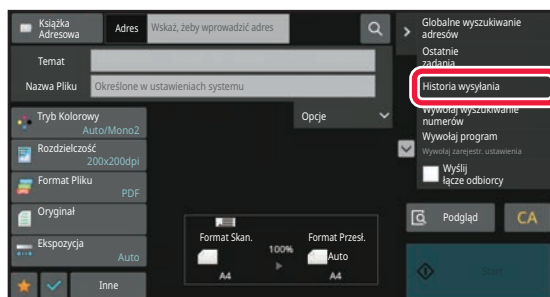 Książka
Adresowa
Adres
Wskaż, żeby wprowadzić adres
Temat
Nazwa Pliku
Określone w ustawieniach systemu
Tryb Kolorowy
Auto/Mono2
Rozdzielczość
200x200dpi
Format Pliku
PDF
Oryginał
Ekspozycja
Auto
Inne
Opcje
Format Skan.
A4
100%
Format Przesł.
Auto
A4
Globalne wyszukiwanie
adresów
Ostatnie
zadania
Historia wysyłania
Wywołaj wyszukiwanie
numerów
Wywołaj program
Wywołaj zarejestr. ustawienia
Wyślij
łącze odbiorcy
Podgląd
CA
Start